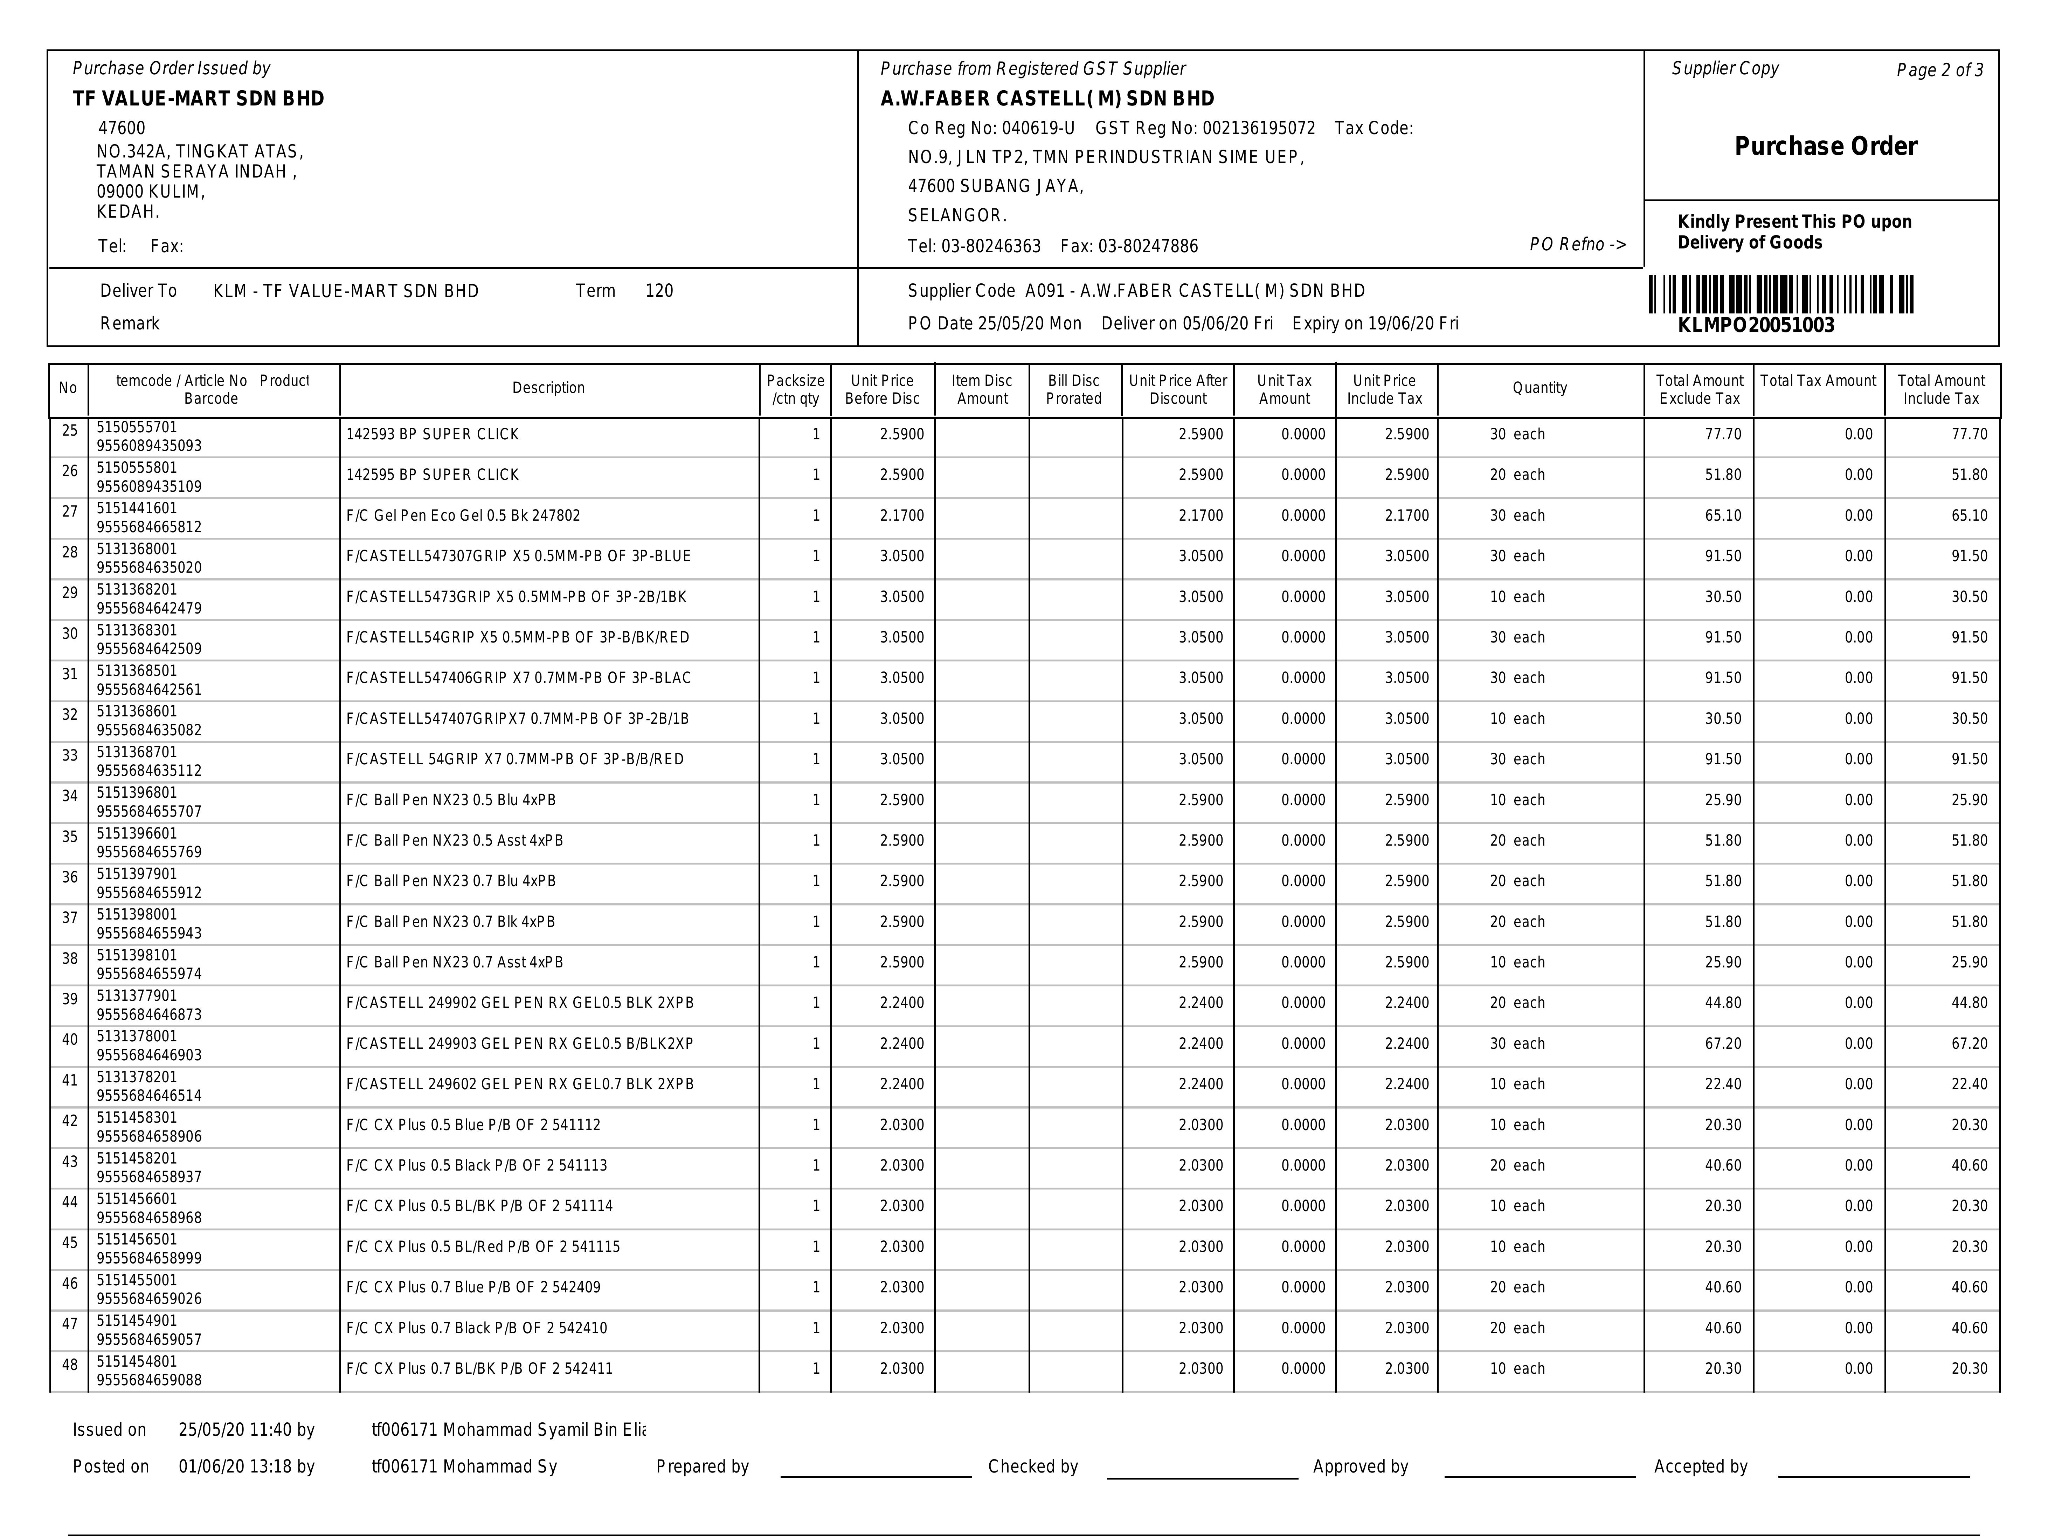 Purchase Order Issued by
TF VALUE-MART SDN BHD
47600
NO.342A, TINGKAT ATAS,
TAMAN SERAYA INDAH ,
09000 KULIM,
KEDAH.
Tel: Fax:
Deliver To KLM - TF VALUE-MART SDN BHD Term 120
Remark
Purchase from Registered GST Supplier
A.W.FABER CASTELL( M) SDN BHD
Co Reg No: 040619-U GST Reg No: 002136195072 Tax Code:
NO.9, JLN TP2, TMN PERINDUSTRIAN SIME UEP,
47600 SUBANG JAYA,
SELANGOR.
Tel: 03-80246363 Fax: 03-80247886 PO Refno ->
Supplier Code A091 - A.W.FABER CASTELL( M) SDN BHD
PO Date 25/05/20 Mon Deliver on 05/06/20 Fri Expiry on 19/06/20 Fri
Supplier Copy Page 2 of 3
Purchase Order
Kindly Present This PO upon
Delivery of Goods
KLMPO20051003
No temcode / Article No Product Barcode Description Packsize /ctn qty Unit Price Before Disc Item Disc Amount Bill Disc Prorated Unit Price After Discount Unit Tax Amount Unit Price Include Tax Quantity Total Amount Exclude Tax Total Tax Amount Total Amount Include Tax
25 5150555701 142593 BP SUPER CLICK 1 2.5900 2.5900 0.0000 2.5900 30 each 77.70 0.00 77.70
9556089435093
26 5150555801 142595 BP SUPER CLICK 1 2.5900 2.5900 0.0000 2.5900 20 each 51.80 0.00 51.80
9556089435109
27 5151441601 F/C Gel Pen Eco Gel 0.5 Bk 247802 1 2.1700 2.1700 0.0000 2.1700 30 each 65.10 0.00 65.10
9555684665812
28 5131368001 F/CASTELL547307GRIP X5 0.5MM-PB OF 3P-BLUE 1 3.0500 3.0500 0.0000 3.0500 30 each 91.50 0.00 91.50
9555684635020
29 5131368201 F/CASTELL5473GRIP X5 0.5MM-PB OF 3P-2B/1BK 1 3.0500 3.0500 0.0000 3.0500 10 each 30.50 0.00 30.50
9555684642479
30 5131368301 F/CASTELL54GRIP X5 0.5MM-PB OF 3P-B/BK/RED 1 3.0500 3.0500 0.0000 3.0500 30 each 91.50 0.00 91.50
9555684642509
31 5131368501 F/CASTELL547406GRIP X7 0.7MM-PB OF 3P-BLAC 1 3.0500 3.0500 0.0000 3.0500 30 each 91.50 0.00 91.50
9555684642561
32 5131368601 F/CASTELL547407GRIPX7 0.7MM-PB OF 3P-2B/1B 1 3.0500 3.0500 0.0000 3.0500 10 each 30.50 0.00 30.50
9555684635082
33 5131368701 F/CASTELL 54GRIP X7 0.7MM-PB OF 3P-B/B/RED 1 3.0500 3.0500 0.0000 3.0500 30 each 91.50 0.00 91.50
9555684635112
34 5151396801 F/C Ball Pen NX23 0.5 Blu 4xPB 1 2.5900 2.5900 0.0000 2.5900 10 each 25.90 0.00 25.90
9555684655707
35 5151396601 F/C Ball Pen NX23 0.5 Asst 4xPB 1 2.5900 2.5900 0.0000 2.5900 20 each 51.80 0.00 51.80
9555684655769
36 5151397901 F/C Ball Pen NX23 0.7 Blu 4xPB 1 2.5900 2.5900 0.0000 2.5900 20 each 51.80 0.00 51.80
9555684655912
37 5151398001 F/C Ball Pen NX23 0.7 Blk 4xPB 1 2.5900 2.5900 0.0000 2.5900 20 each 51.80 0.00 51.80
9555684655943
38 5151398101 F/C Ball Pen NX23 0.7 Asst 4xPB 1 2.5900 2.5900 0.0000 2.5900 10 each 25.90 0.00 25.90
9555684655974
39 5131377901 F/CASTELL 249902 GEL PEN RX GEL0.5 BLK 2XPB 1 2.2400 2.2400 0.0000 2.2400 20 each 44.80 0.00 44.80
9555684646873
40 5131378001 F/CASTELL 249903 GEL PEN RX GEL0.5 B/BLK2XP 1 2.2400 2.2400 0.0000 2.2400 30 each 67.20 0.00 67.20
9555684646903
41 5131378201 F/CASTELL 249602 GEL PEN RX GEL0.7 BLK 2XPB 1 2.2400 2.2400 0.0000 2.2400 10 each 22.40 0.00 22.40
9555684646514
42 5151458301 F/C CX Plus 0.5 Blue P/B OF 2 541112 1 2.0300 2.0300 0.0000 2.0300 10 each 20.30 0.00 20.30
9555684658906
43 5151458201 F/C CX Plus 0.5 Black P/B OF 2 541113 1 2.0300 2.0300 0.0000 2.0300 20 each 40.60 0.00 40.60
9555684658937
44 5151456601 F/C CX Plus 0.5 BL/BK P/B OF 2 541114 1 2.0300 2.0300 0.0000 2.0300 10 each 20.30 0.00 20.30
9555684658968
45 5151456501 F/C CX Plus 0.5 BL/Red P/B OF 2 541115 1 2.0300 2.0300 0.0000 2.0300 10 each 20.30 0.00 20.30
9555684658999
46 5151455001 F/C CX Plus 0.7 Blue P/B OF 2 542409 1 2.0300 2.0300 0.0000 2.0300 20 each 40.60 0.00 40.60
9555684659026
47 5151454901 F/C CX Plus 0.7 Black P/B OF 2 542410 1 2.0300 2.0300 0.0000 2.0300 20 each 40.60 0.00 40.60
9555684659057
48 5151454801 F/C CX Plus 0.7 BL/BK P/B OF 2 542411 1 2.0300 2.0300 0.0000 2.0300 10 each 20.30 0.00 20.30
9555684659088
Issued on 25/05/20 11:40 by tf006171 Mohammad Syamil Bin Elia
Posted on 01/06/20 13:18 by tf006171 Mohammad Sy Prepared by Checked by Approved by Accepted by